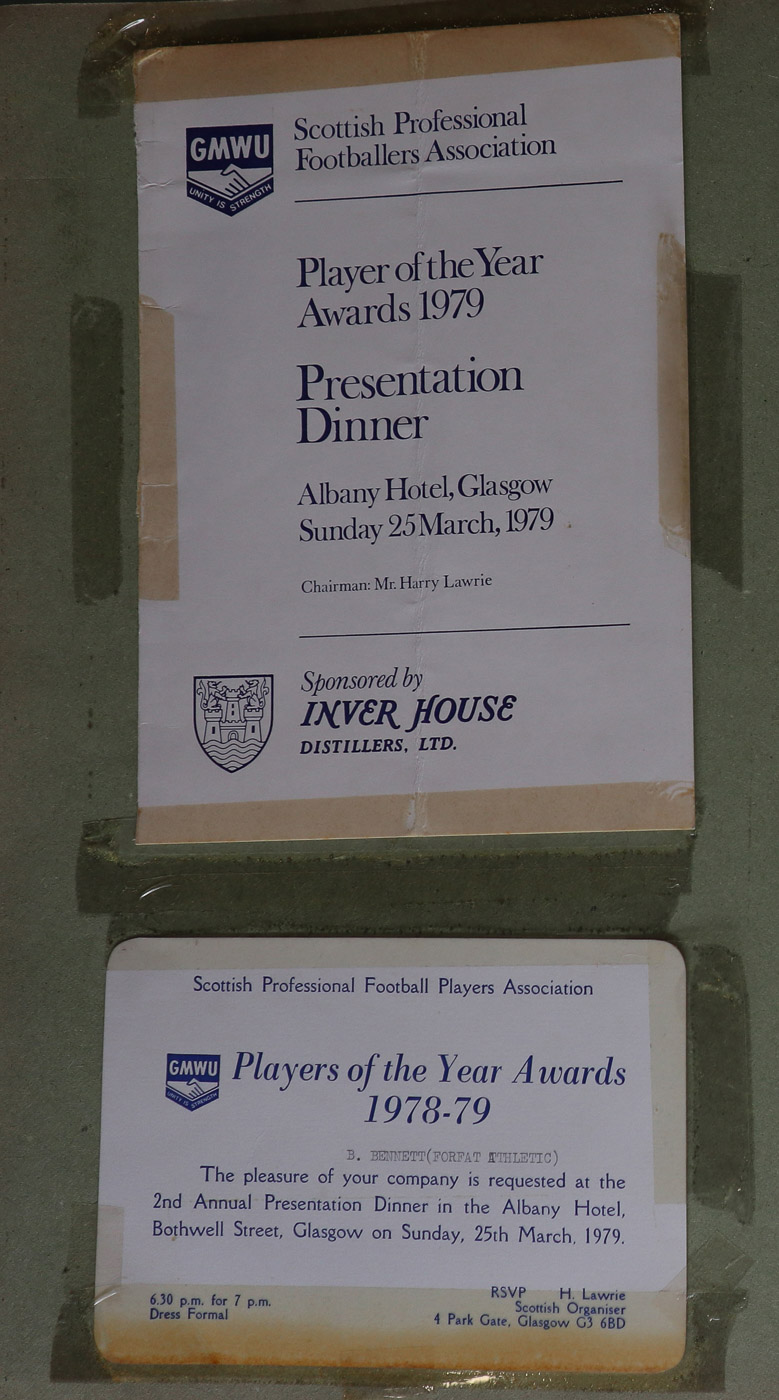 GMWU
UNITY IS STRENGTH
Scottish Professional
Footballers Association
Player of the Year
Awards 1979
Presentation
Dinner
Albany Hotel, Glasgow
Sunday 25 March, 1979
Chairman: Mr. Harry Lawrie
Sponsored by
INVER HOUSE
DISTILLERS, LTD.
Scottish Professional Football Players Association
GMWU
UNITY IS STRENGTH
Players of the Year Awards
1978-79
B. BENNETT(FORFAT ATHLETIC)
The pleasure of your company is requested at the
2nd Annual Presentation Dinner in the Albany Hotel,
Bothwell Street, Glasgow on Sunday, 25th March, 1979.
6.30 p.m. for 7 p.m.
Dress Formal
RSVP H. Lawrie
Scottish Organiser
4 Park Gate, Glasgow G3 6BD